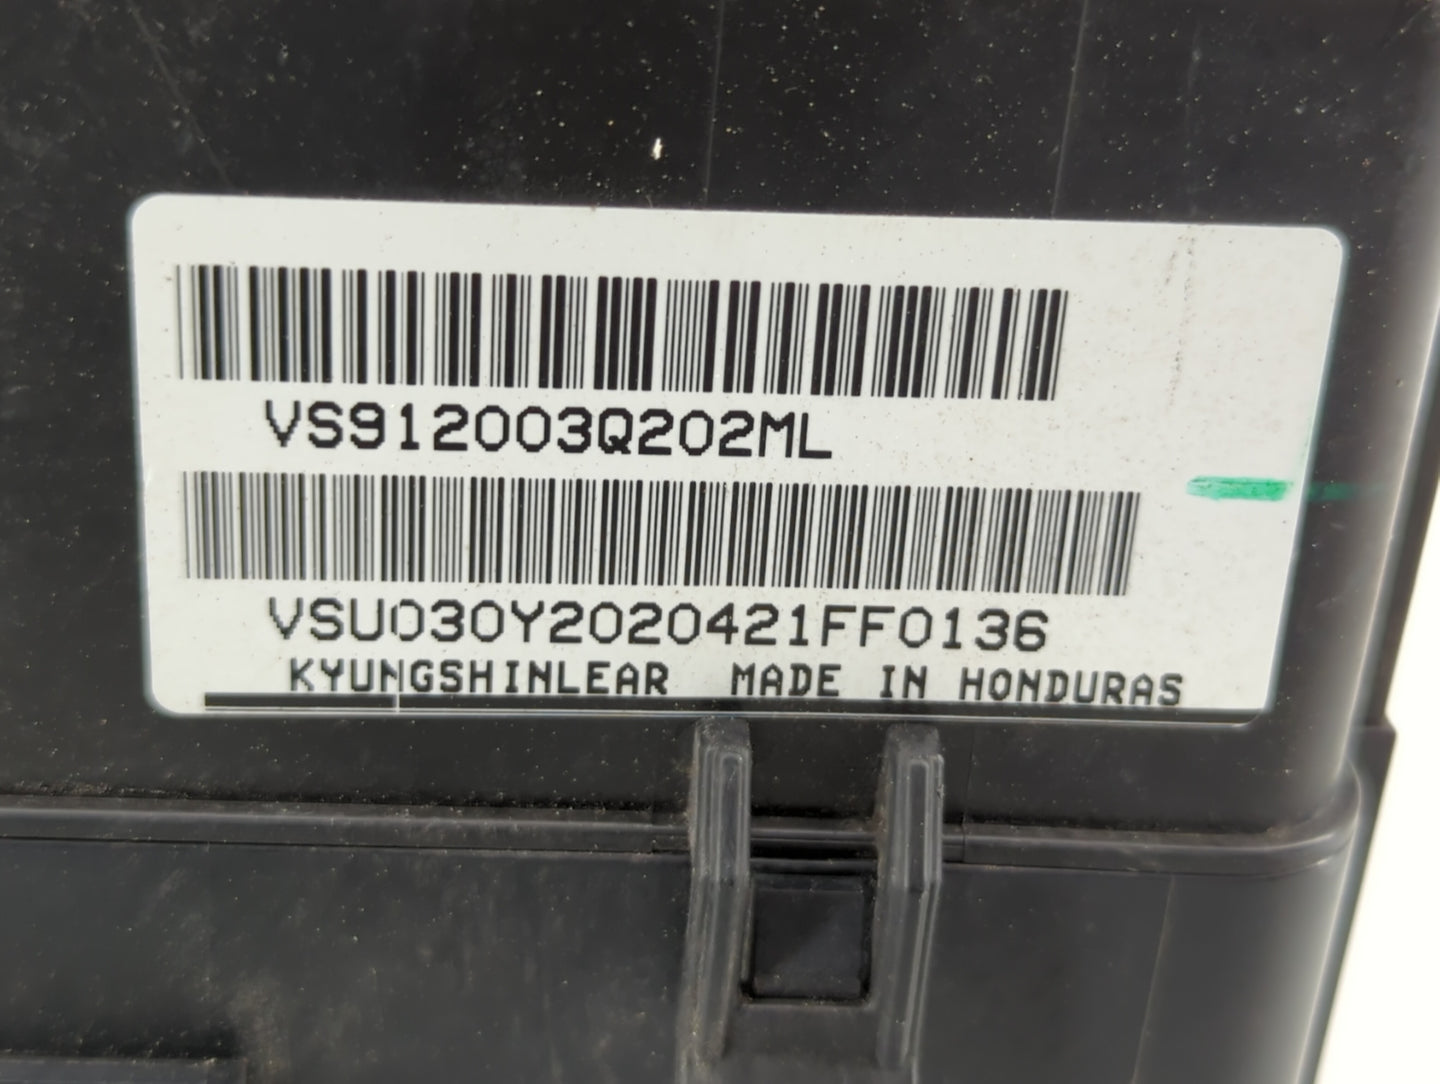 VS912003Q202ML
VSU030Y2020421FF0136
KYUNGSHINLEAR MADE IN HONDURAS